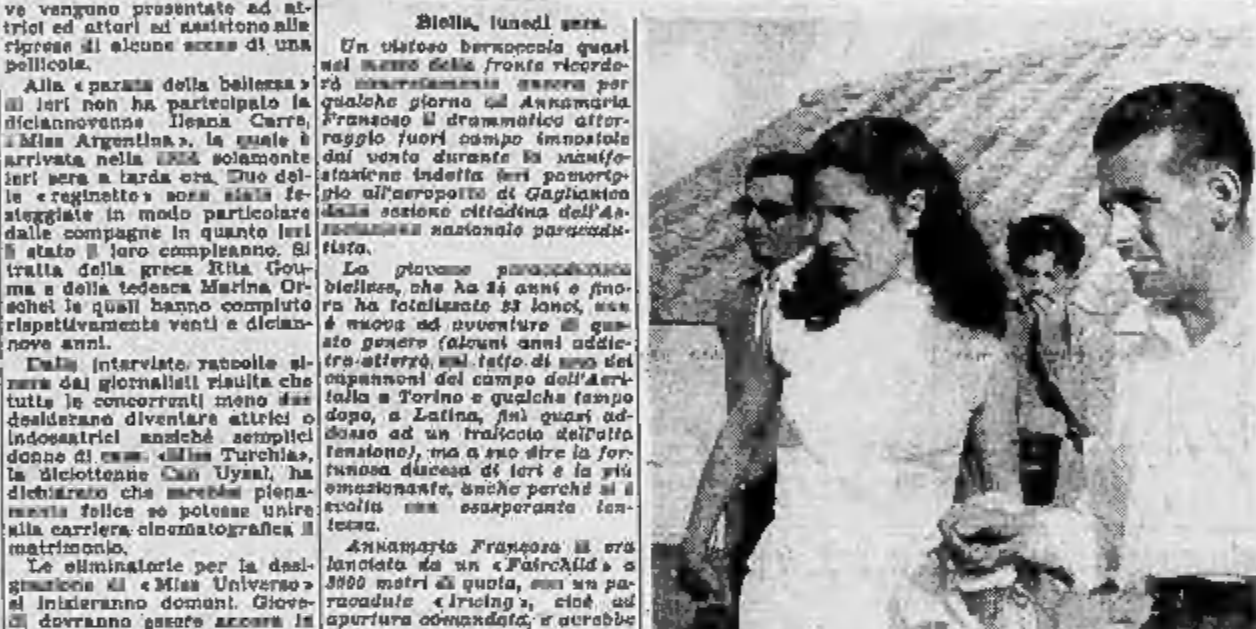 ve vengono presentate ad at-
trici ed attori ed assistono alle
riprese di alcune scene di una
pellicola.
Alla « parata della bellezza »
di ieri non ha partecipato la
diciannovenne Ileana Carre,
« Miss Argentina », la quale è
arrivata nella solamente
ieri sera a tarda ora. Due del-
le « reginette » sono state fe-
steggiate in modo particolare
dalle compagne in quanto ieri
è stato il loro compleanno. Si
tratta della greca Rita Gou-
ma e della tedesca Marina Or-
schel le quali hanno compiuto
rispettivamente venti e dician-
nove anni.
Dalle interviste raccolte si-
nora dai giornalisti risulta che
tutte le concorrenti meno due
desiderano diventare attrici o
indossatrici anziché semplici
donne di casa. «Miss Turchia»,
la diciottenne Can Uysal, ha
dichiarato che sarebbe piena-
mente felice se potesse unire
alla carriera cinematografica il
matrimonio.
Le eliminatorie per la desi-
gnazione di « Miss Universo »
si inizieranno domani. Giove-
dì dovranno essere ancora in
Biella, lunedì sera.
Un vistoso bernoccolo quasi
nel mezzo della fronte ricorde-
rà ancora per
qualche giorno ad Annamaria
Fransoso il drammatico atter-
raggio fuori campo impostole
dal vento durante la manife-
stazione indetta ieri pomerig-
gio all'aeroporto di Gaglianico
dalla sezione cittadina dell'As-
sociazione nazionale paracadu-
tista.
La giovane paracadutista
biellese, che ha 24 anni e fino-
ra ha totalizzato lanci, non
è nuova ad avventure di que-
sto genere (alcuni anni addie-
tro atterrò sul tetto di uno dei
capannoni del campo dell'Aeri-
talia a Torino e qualche tempo
dopo, a Latina, finì quasi ad-
dosso ad un traliccio dell'alta
tensione), ma a suo dire la for-
tunosa discesa di ieri è la più
emozionante, anche perché si è
svolta con esasperante len-
tezza.
Annamaria Fransoso si era
lanciata da un « Fairchild » a
metri di quota, con un pa-
racadute « Irwing », cioè ad
apertura comandata, e avrebbe